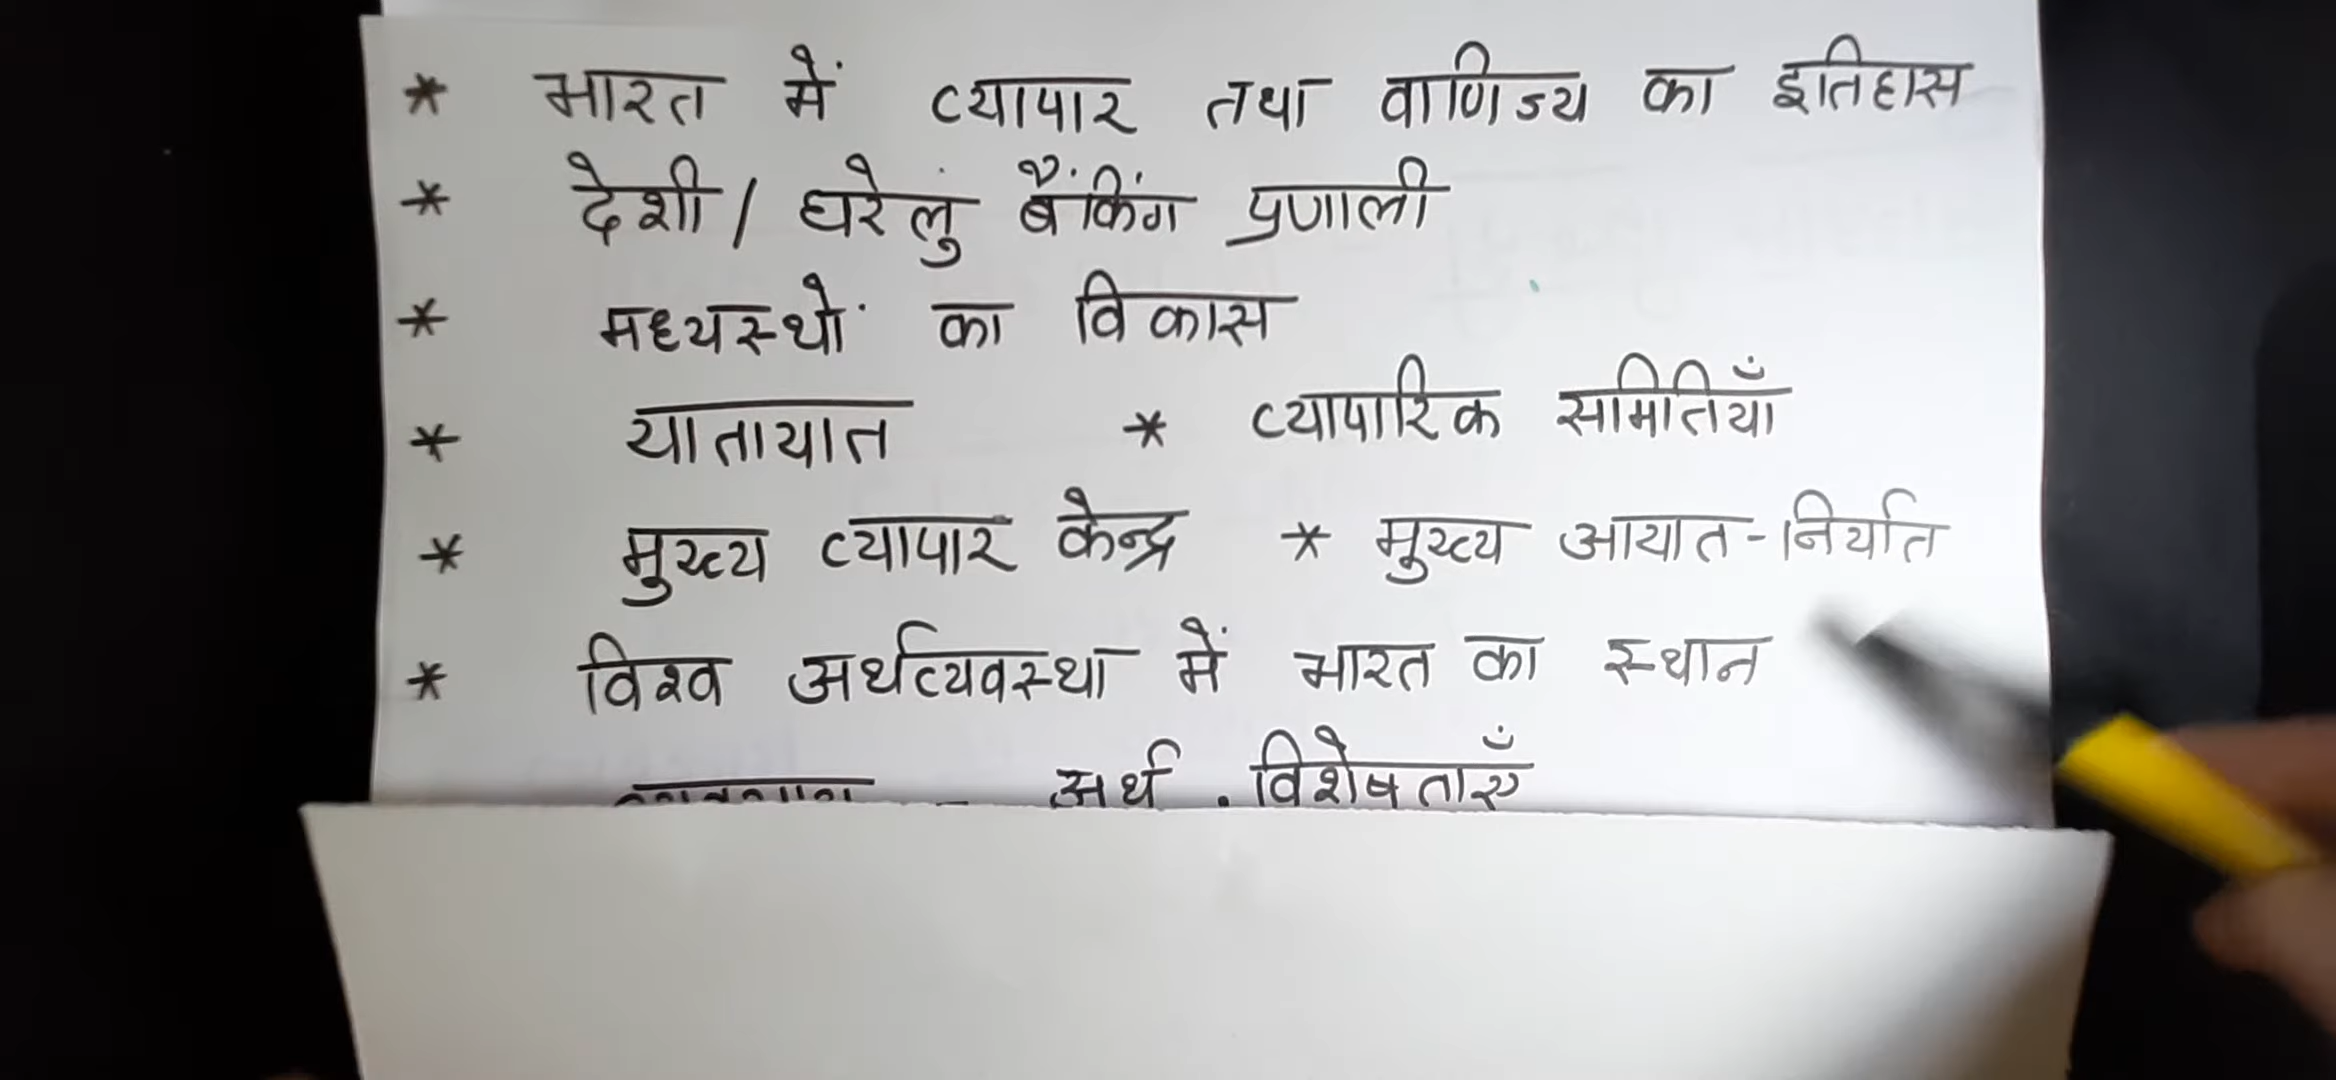 * भारत में व्यापार तथा वाणिज्य का इतिहास
* देशी / घरेलुं बैंकिंग प्रणाली
* मध्यस्थों का विकास
* यातायात * व्यापारिक समितियाँ
* मुख्य व्यापार केन्द्र * मुख्य आयात-निर्यात
* विश्व अर्थव्यवस्था में भारत का स्थान
अर्थ . विशेषताएँ